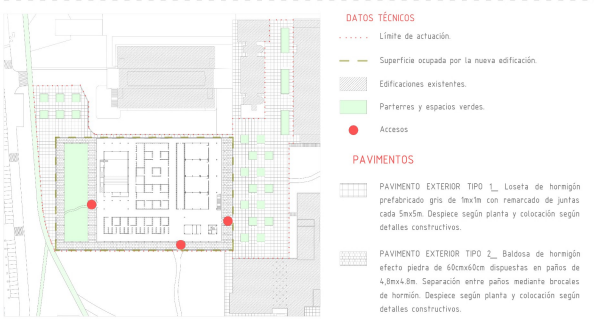 DATOS TÉCNICOS
Límite de actuación.
Superficie ocupada por la nueva edificación.
Edificaciones existentes.
Parterres y espacios verdes.
Accesos
PAVIMENTOS
PAVIMENTO EXTERIOR TIPO 1_ Loseta de hormigón
prefabricado gris de 1mx1m con remarcado de juntas
cada 5mx5m. Despiece según planta y colocación según
detalles constructivos.
PAVIMENTO EXTERIOR TIPO 2_ Baldosa de hormigón
efecto piedra de 60cmx60cm dispuestas en paños de
4,8mx4.8m. Separación entre paños mediante brocales
de hormión. Despiece según planta y colocación según
detalles constructivos.